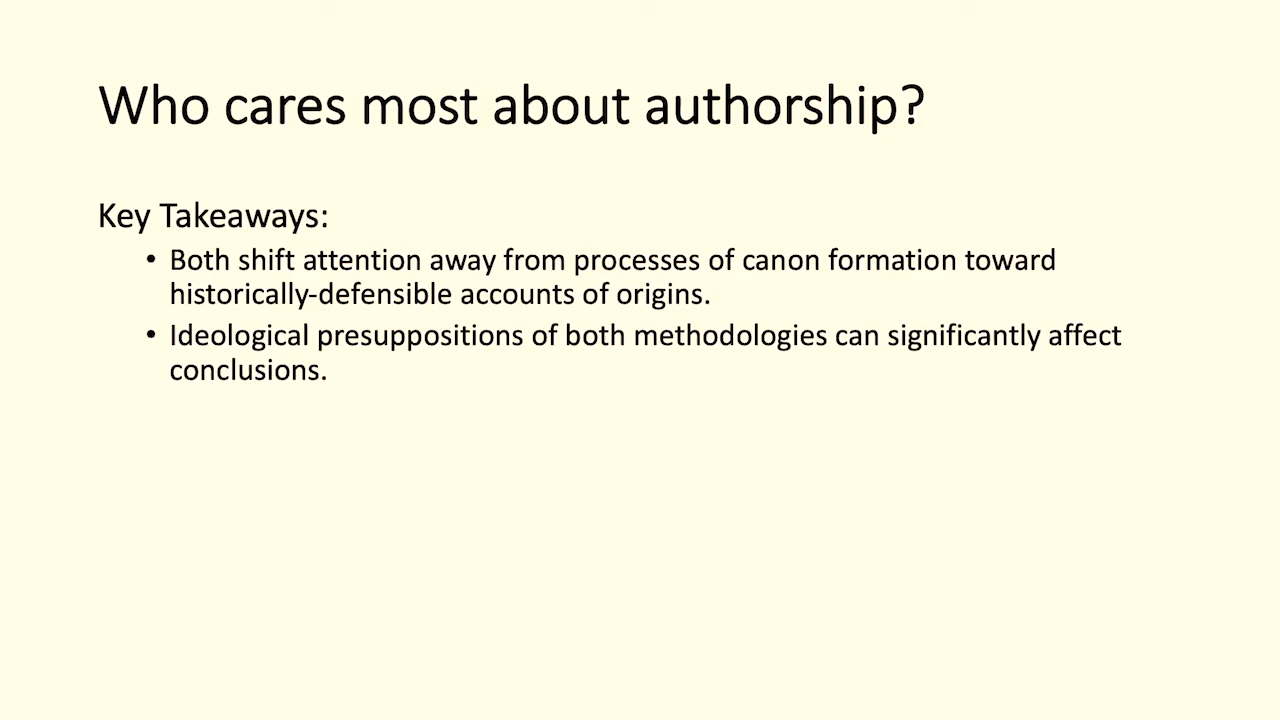 Who cares most about authorship?
Key Takeaways:
• Both shift attention away from processes of canon formation toward
historically-defensible accounts of origins.
• Ideological presuppositions of both methodologies can significantly affect
conclusions.